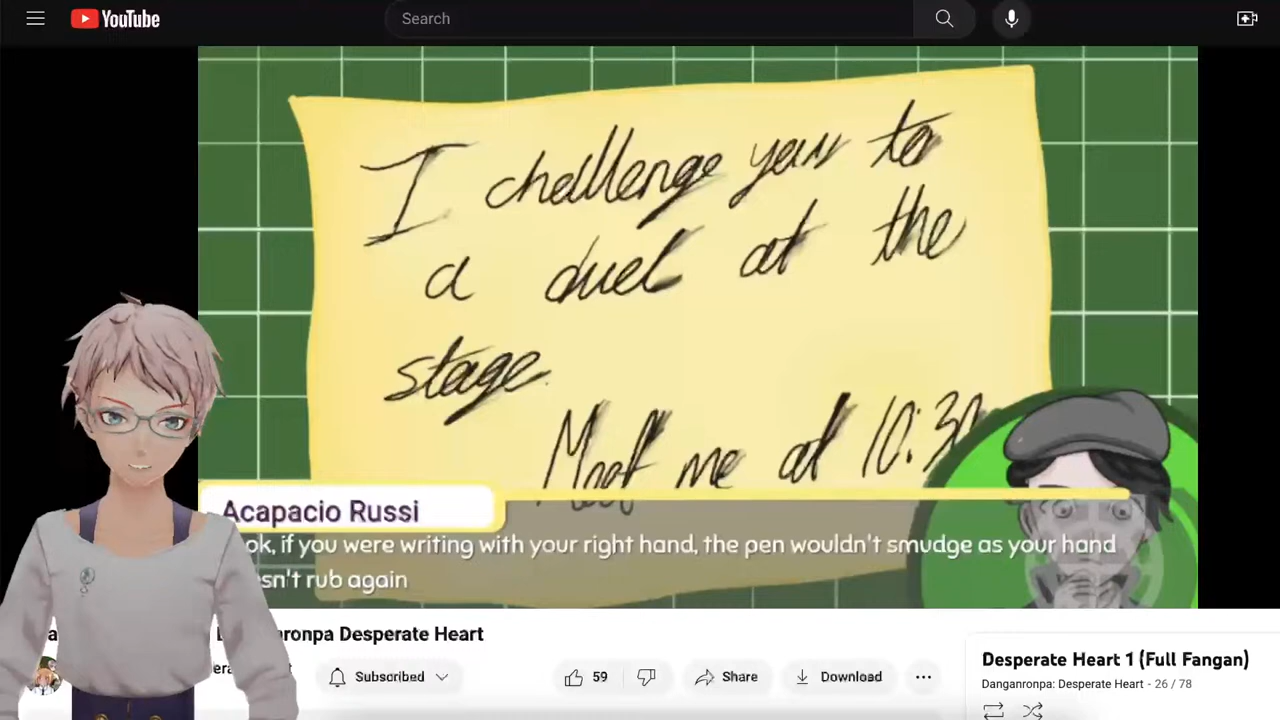 YouTube
Search
I challenge you to
a duel at the
stage.
Meet me at 10:30
Acapacio Russi
ok, if you were writing with your right hand, the pen wouldn't smudge as your hand
sn't rub again
ronpa Desperate Heart
Subscribed
59
Share
Download
Desperate Heart 1 (Full Fangan)
Danganronpa: Desperate Heart - 26 / 78